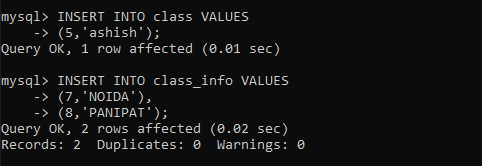 mysql> INSERT INTO class VALUES
    -> (5,'ashish');
Query OK, 1 row affected (0.01 sec)
mysql> INSERT INTO class_info VALUES
    -> (7,'NOIDA'),
    -> (8,'PANIPAT');
Query OK, 2 rows affected (0.02 sec)
Records: 2  Duplicates: 0  Warnings: 0